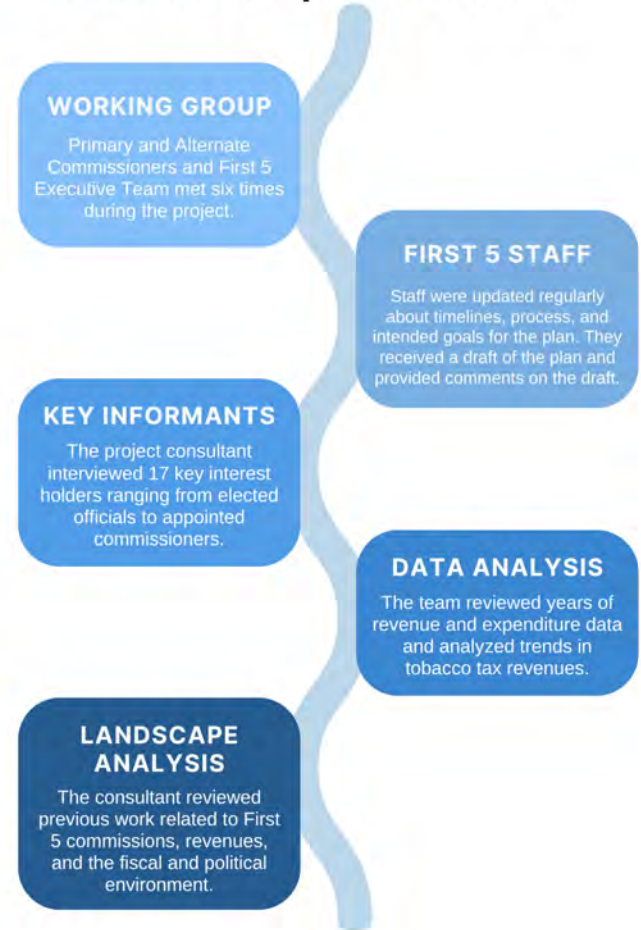 WORKING GROUP
Primary and Alternate
Commissioners and First 5
Executive Team met six times
during the project.
FIRST 5 STAFF
Staff were updated regularly
about timelines, process, and
intended goals for the plan. They
received a draft of the plan and
provided comments on the draft.
KEY INFORMANTS
The project consultant
interviewed 17 key interest
holders ranging from elected
officials to appointed
commissioners.
DATA ANALYSIS
The team reviewed years of
revenue and expenditure data
and analyzed trends in
tobacco tax revenues.
LANDSCAPE
ANALYSIS
The consultant reviewed
previous work related to First
5 commissions, revenues,
and the fiscal and political
environment.